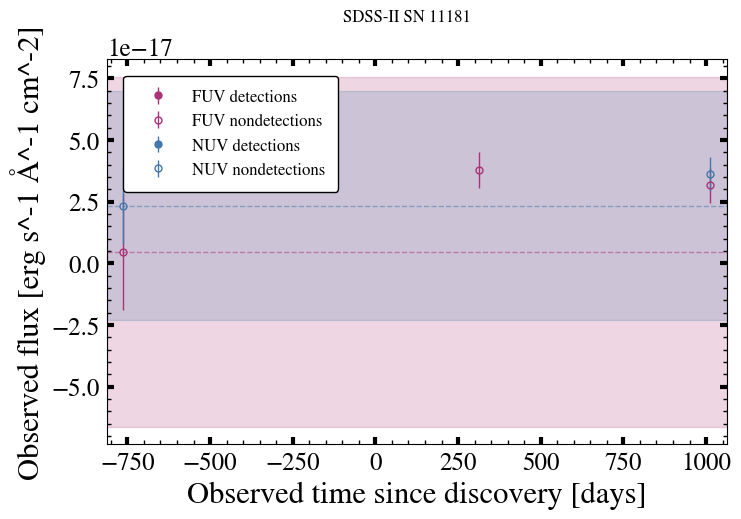 SDSS-II SN 11181
1e−17
FUV detections
FUV nondetections
NUV detections
NUV nondetections
7.5
5.0
2.5
0.0
−2.5
−5.0
Observed flux [erg s^-1 Å^-1 cm^-2]
−750
−500
−250
0
250
500
750
1000
Observed time since discovery [days]